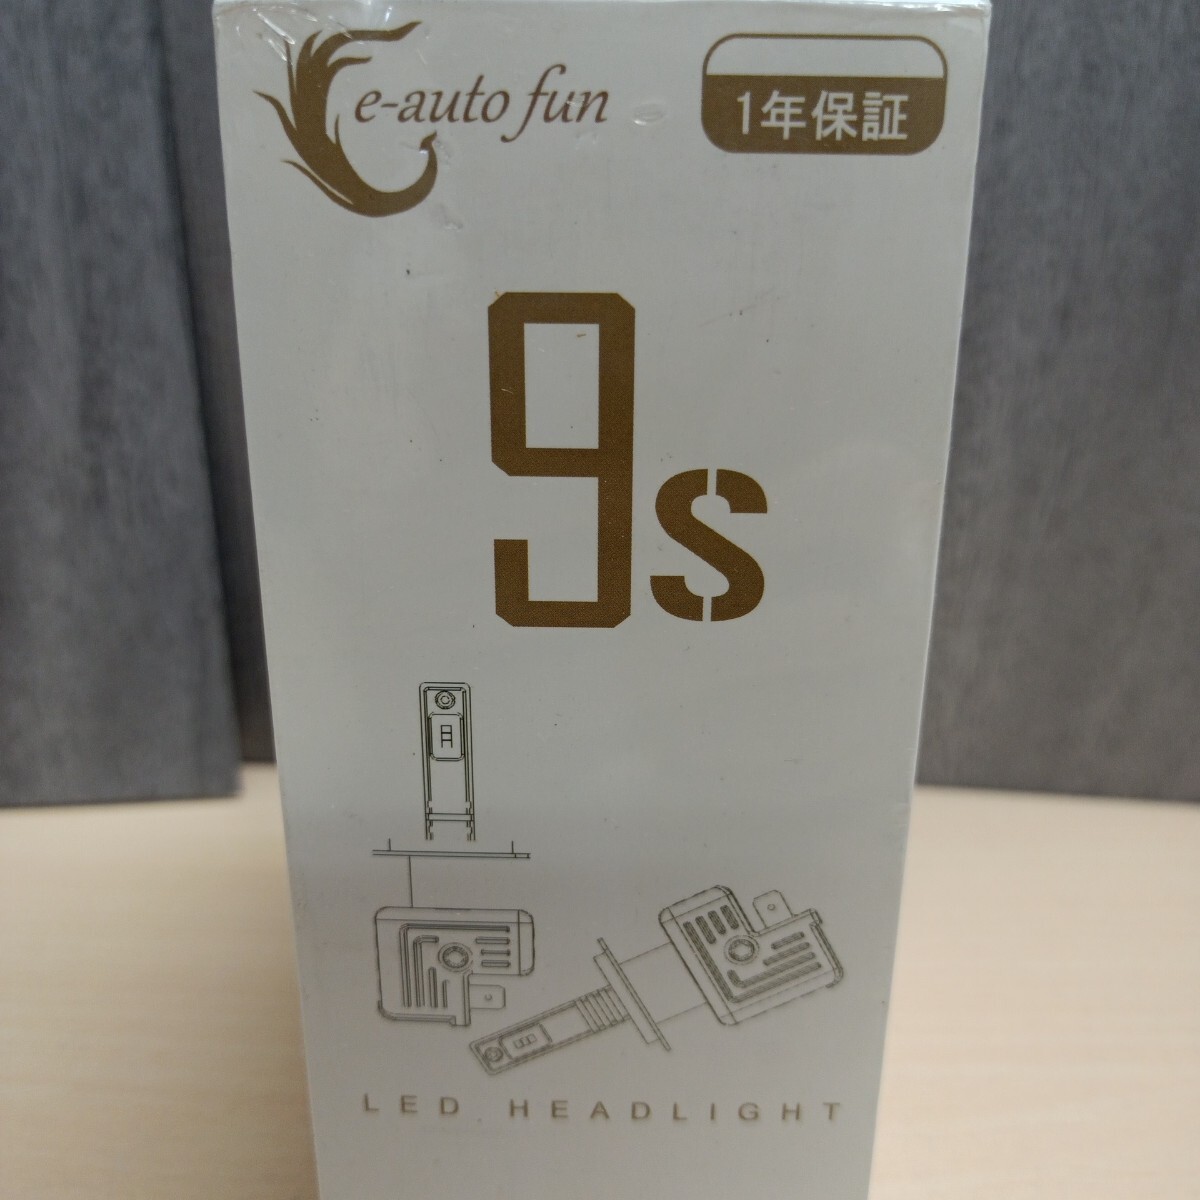 e-auto fun
1年保証
9s
LED HEADLIGHT